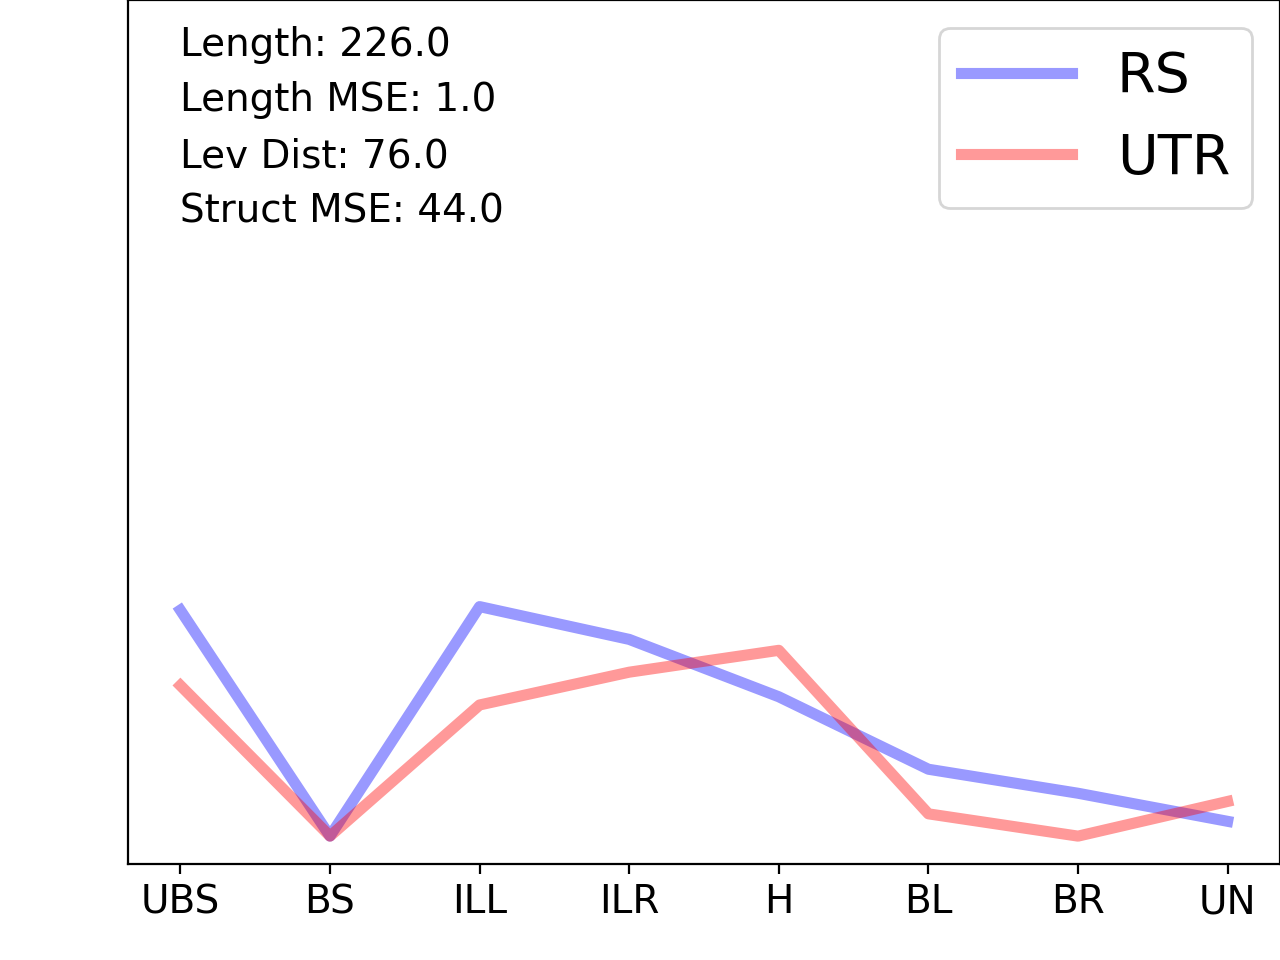 Length: 226.0
Length MSE: 1.0
Lev Dist: 76.0
Struct MSE: 44.0
RS
UTR
UBS BS ILL ILR H BL BR UN